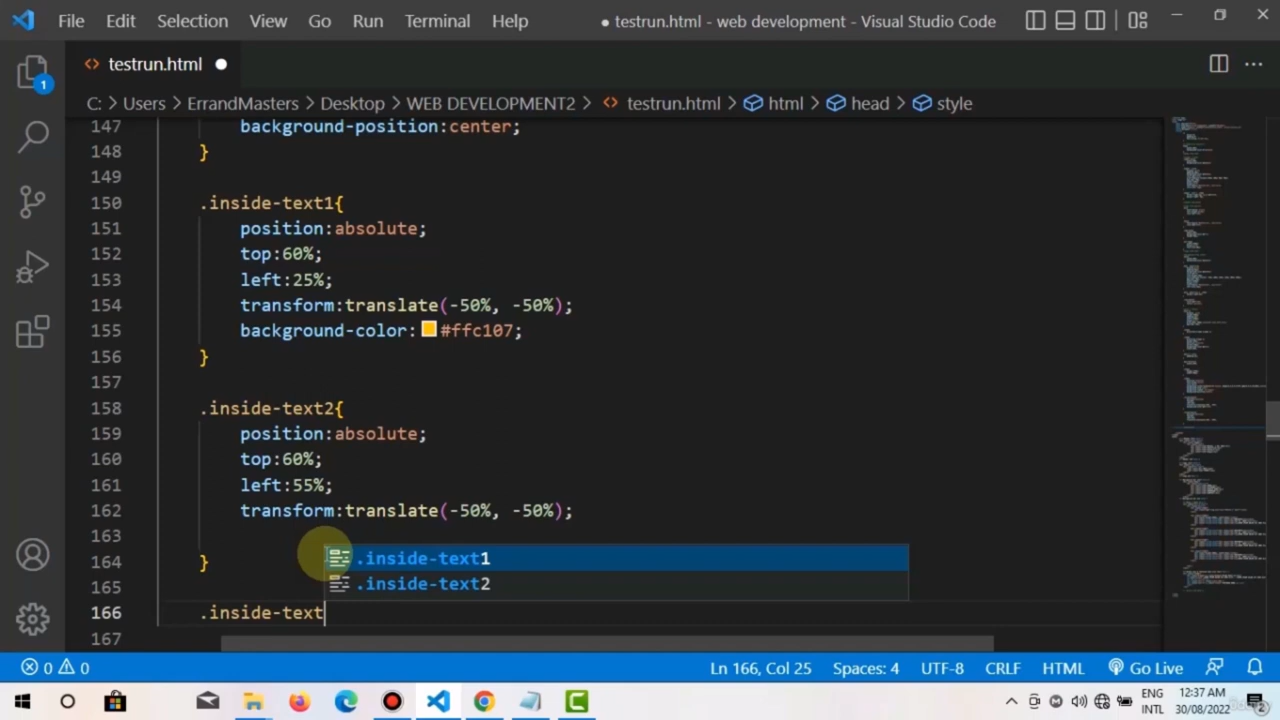 File Edit Selection View Go Run Terminal Help ● testrun.html - web development - Visual Studio Code
testrun.html
1
C: > Users > ErrandMasters > Desktop > WEB DEVELOPMENT2 > testrun.html > html > head > style
147 background-position:center;
148 }
149
150 .inside-text1{
151 position:absolute;
152 top:60%;
153 left:25%;
154 transform:translate(-50%, -50%);
155 background-color:#ffc107;
156 }
157
158 .inside-text2{
159 position:absolute;
160 top:60%;
161 left:55%;
162 transform:translate(-50%, -50%);
163
.inside-text1
164 }
.inside-text2
165
166 .inside-text
167
0 0 Ln 166, Col 25 Spaces: 4 UTF-8 CRLF HTML Go Live
ENG 12:37 AM
INTL 30/08/2022 2